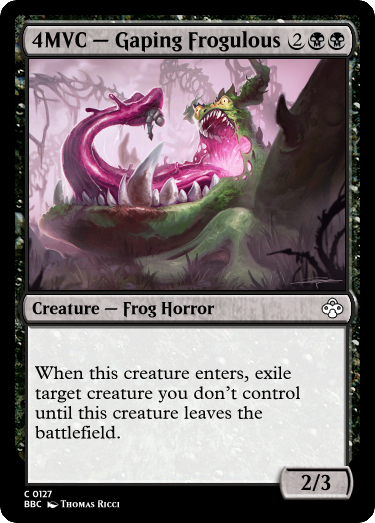 4MVC — Gaping Frogulous 2
Creature — Frog Horror
When this creature enters, exile
target creature you don't control
until this creature leaves the
battlefield.
2/3
C 0127
BBC Thomas Ricci